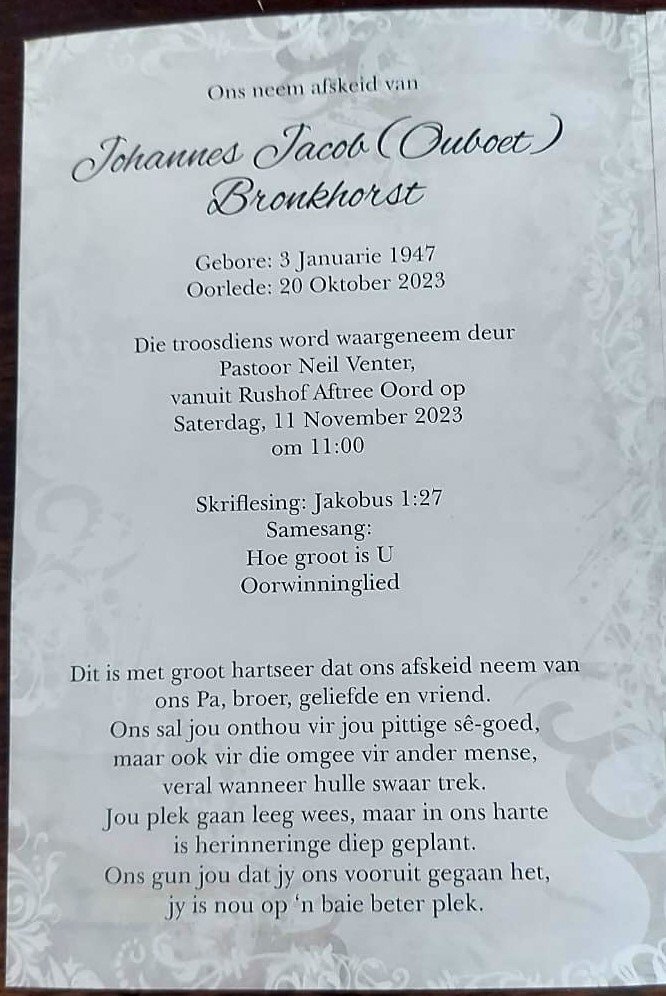 Ons neem afskeid van
Johannes Jacob (Ouboet)
Bronkhorst
Gebore: 3 Januarie 1947
Oorlede: 20 Oktober 2023
Die troosdiens word waargeneem deur
Pastoor Neil Venter,
vanuit Rushof Aftree Oord op
Saterdag, 11 November 2023
om 11:00
Skriflesing: Jakobus 1:27
Samesang:
Hoe groot is U
Oorwinninglied
Dit is met groot hartseer dat ons afskeid neem van
ons Pa, broer, geliefde en vriend.
Ons sal jou onthou vir jou pittige sê-goed,
maar ook vir die omgee vir ander mense,
veral wanneer hulle swaar trek.
Jou plek gaan leeg wees, maar in ons harte
is herinneringe diep geplant.
Ons gun jou dat jy ons vooruit gegaan het,
jy is nou op ‘n baie beter plek.